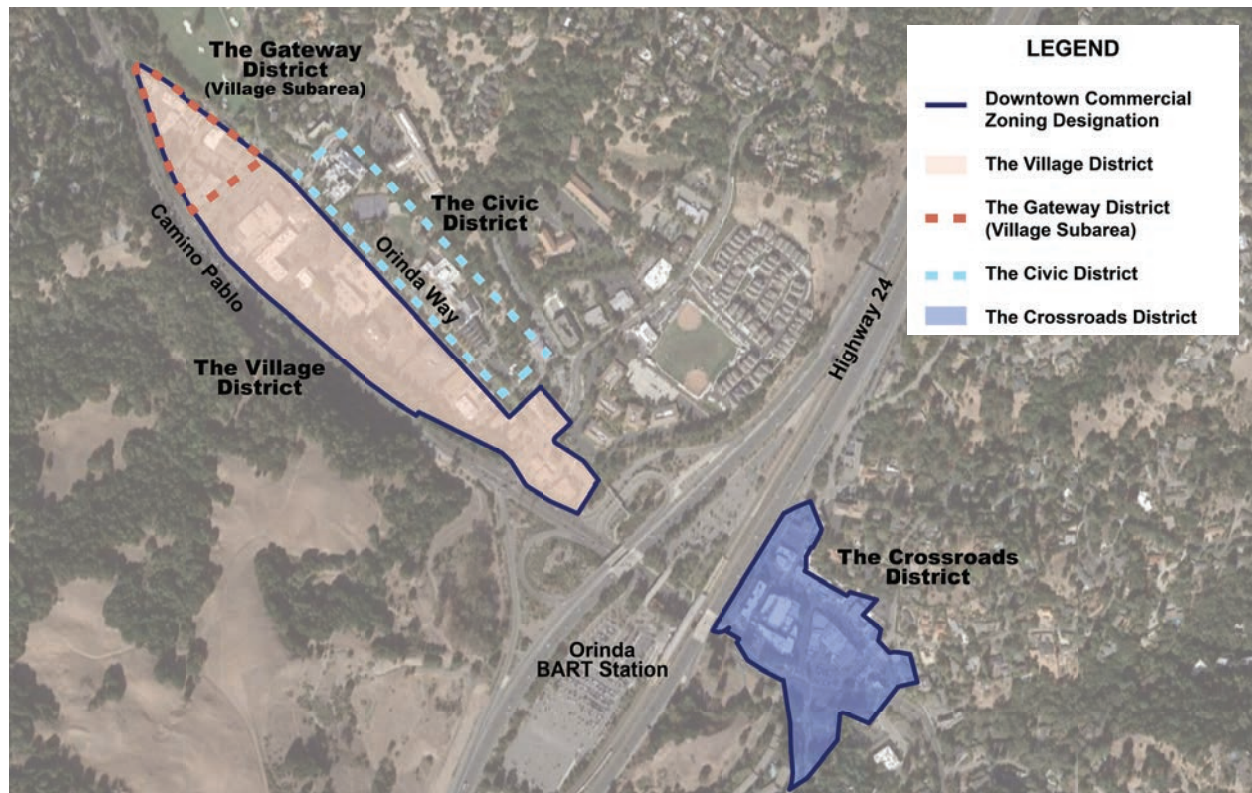 The Gateway
District
(Village Subarea)
The Civic
District
Camino Pablo
Orinda Way
The Village
District
Highway 24
The Crossroads
District
Orinda
BART Station
LEGEND
Downtown Commercial
Zoning Designation
The Village District
The Gateway District
(Village Subarea)
The Civic District
The Crossroads District